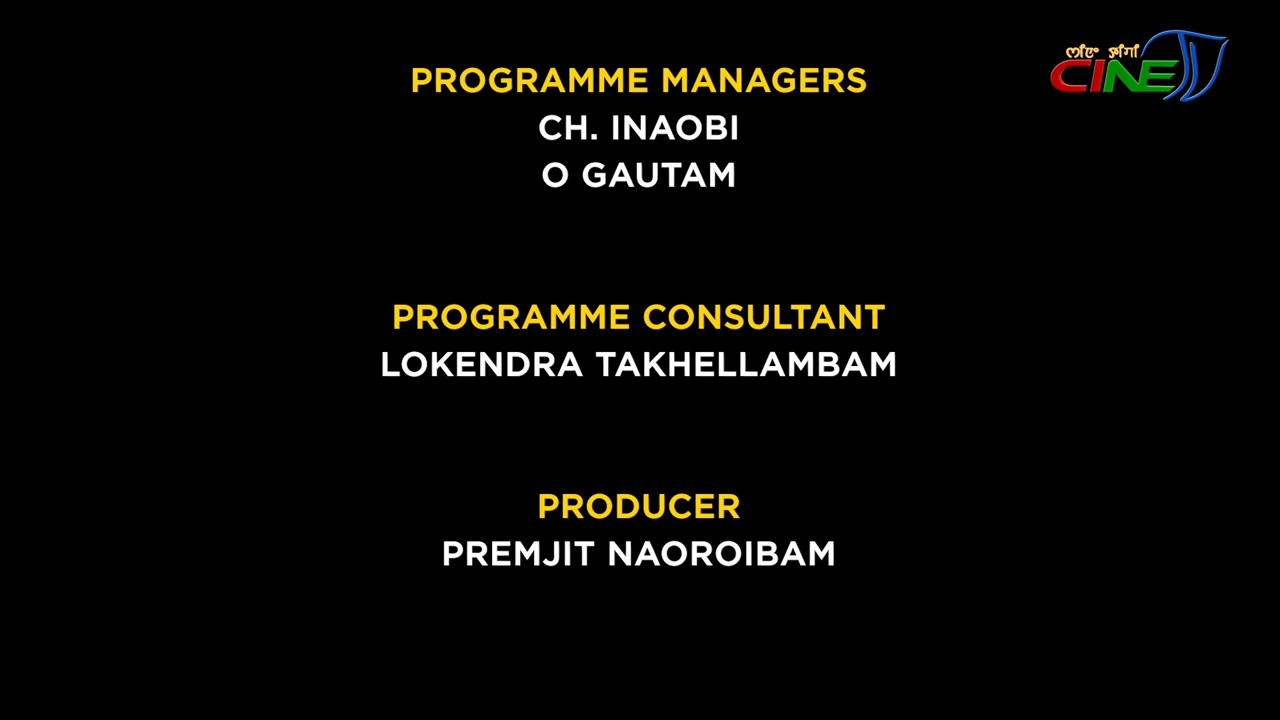 PROGRAMME MANAGERS
CH. INAOBI
O GAUTAM
PROGRAMME CONSULTANT
LOKENDRA TAKHELLAMBAM
PRODUCER
PREMJIT NAOROIBAM
CINE